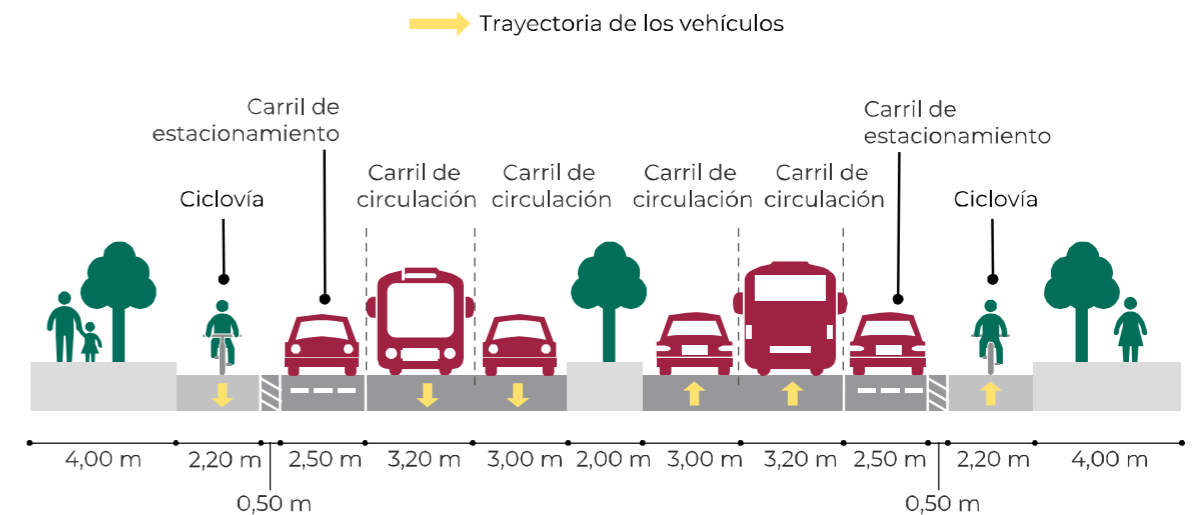 Trayectoria de los vehículos
Carril de
estacionamiento
Carril de
estacionamiento
Ciclovía
Carril de
circulación
Carril de
circulación
Carril de
circulación
Carril de
circulación
Ciclovía
4,00 m
2,20 m
2,50 m
3,20 m
3,00 m
2,00 m
3,00 m
3,20 m
2,50 m
2,20 m
4,00 m
0,50 m
0,50 m